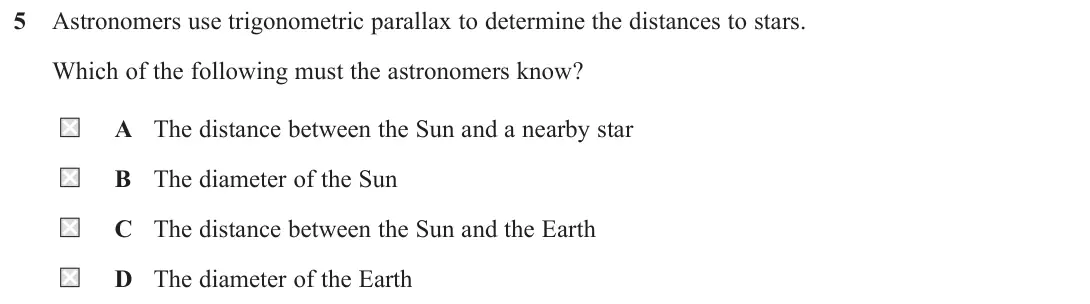 5 Astronomers use trigonometric parallax to determine the distances to stars.
Which of the following must the astronomers know?
A The distance between the Sun and a nearby star
B The diameter of the Sun
C The distance between the Sun and the Earth
D The diameter of the Earth